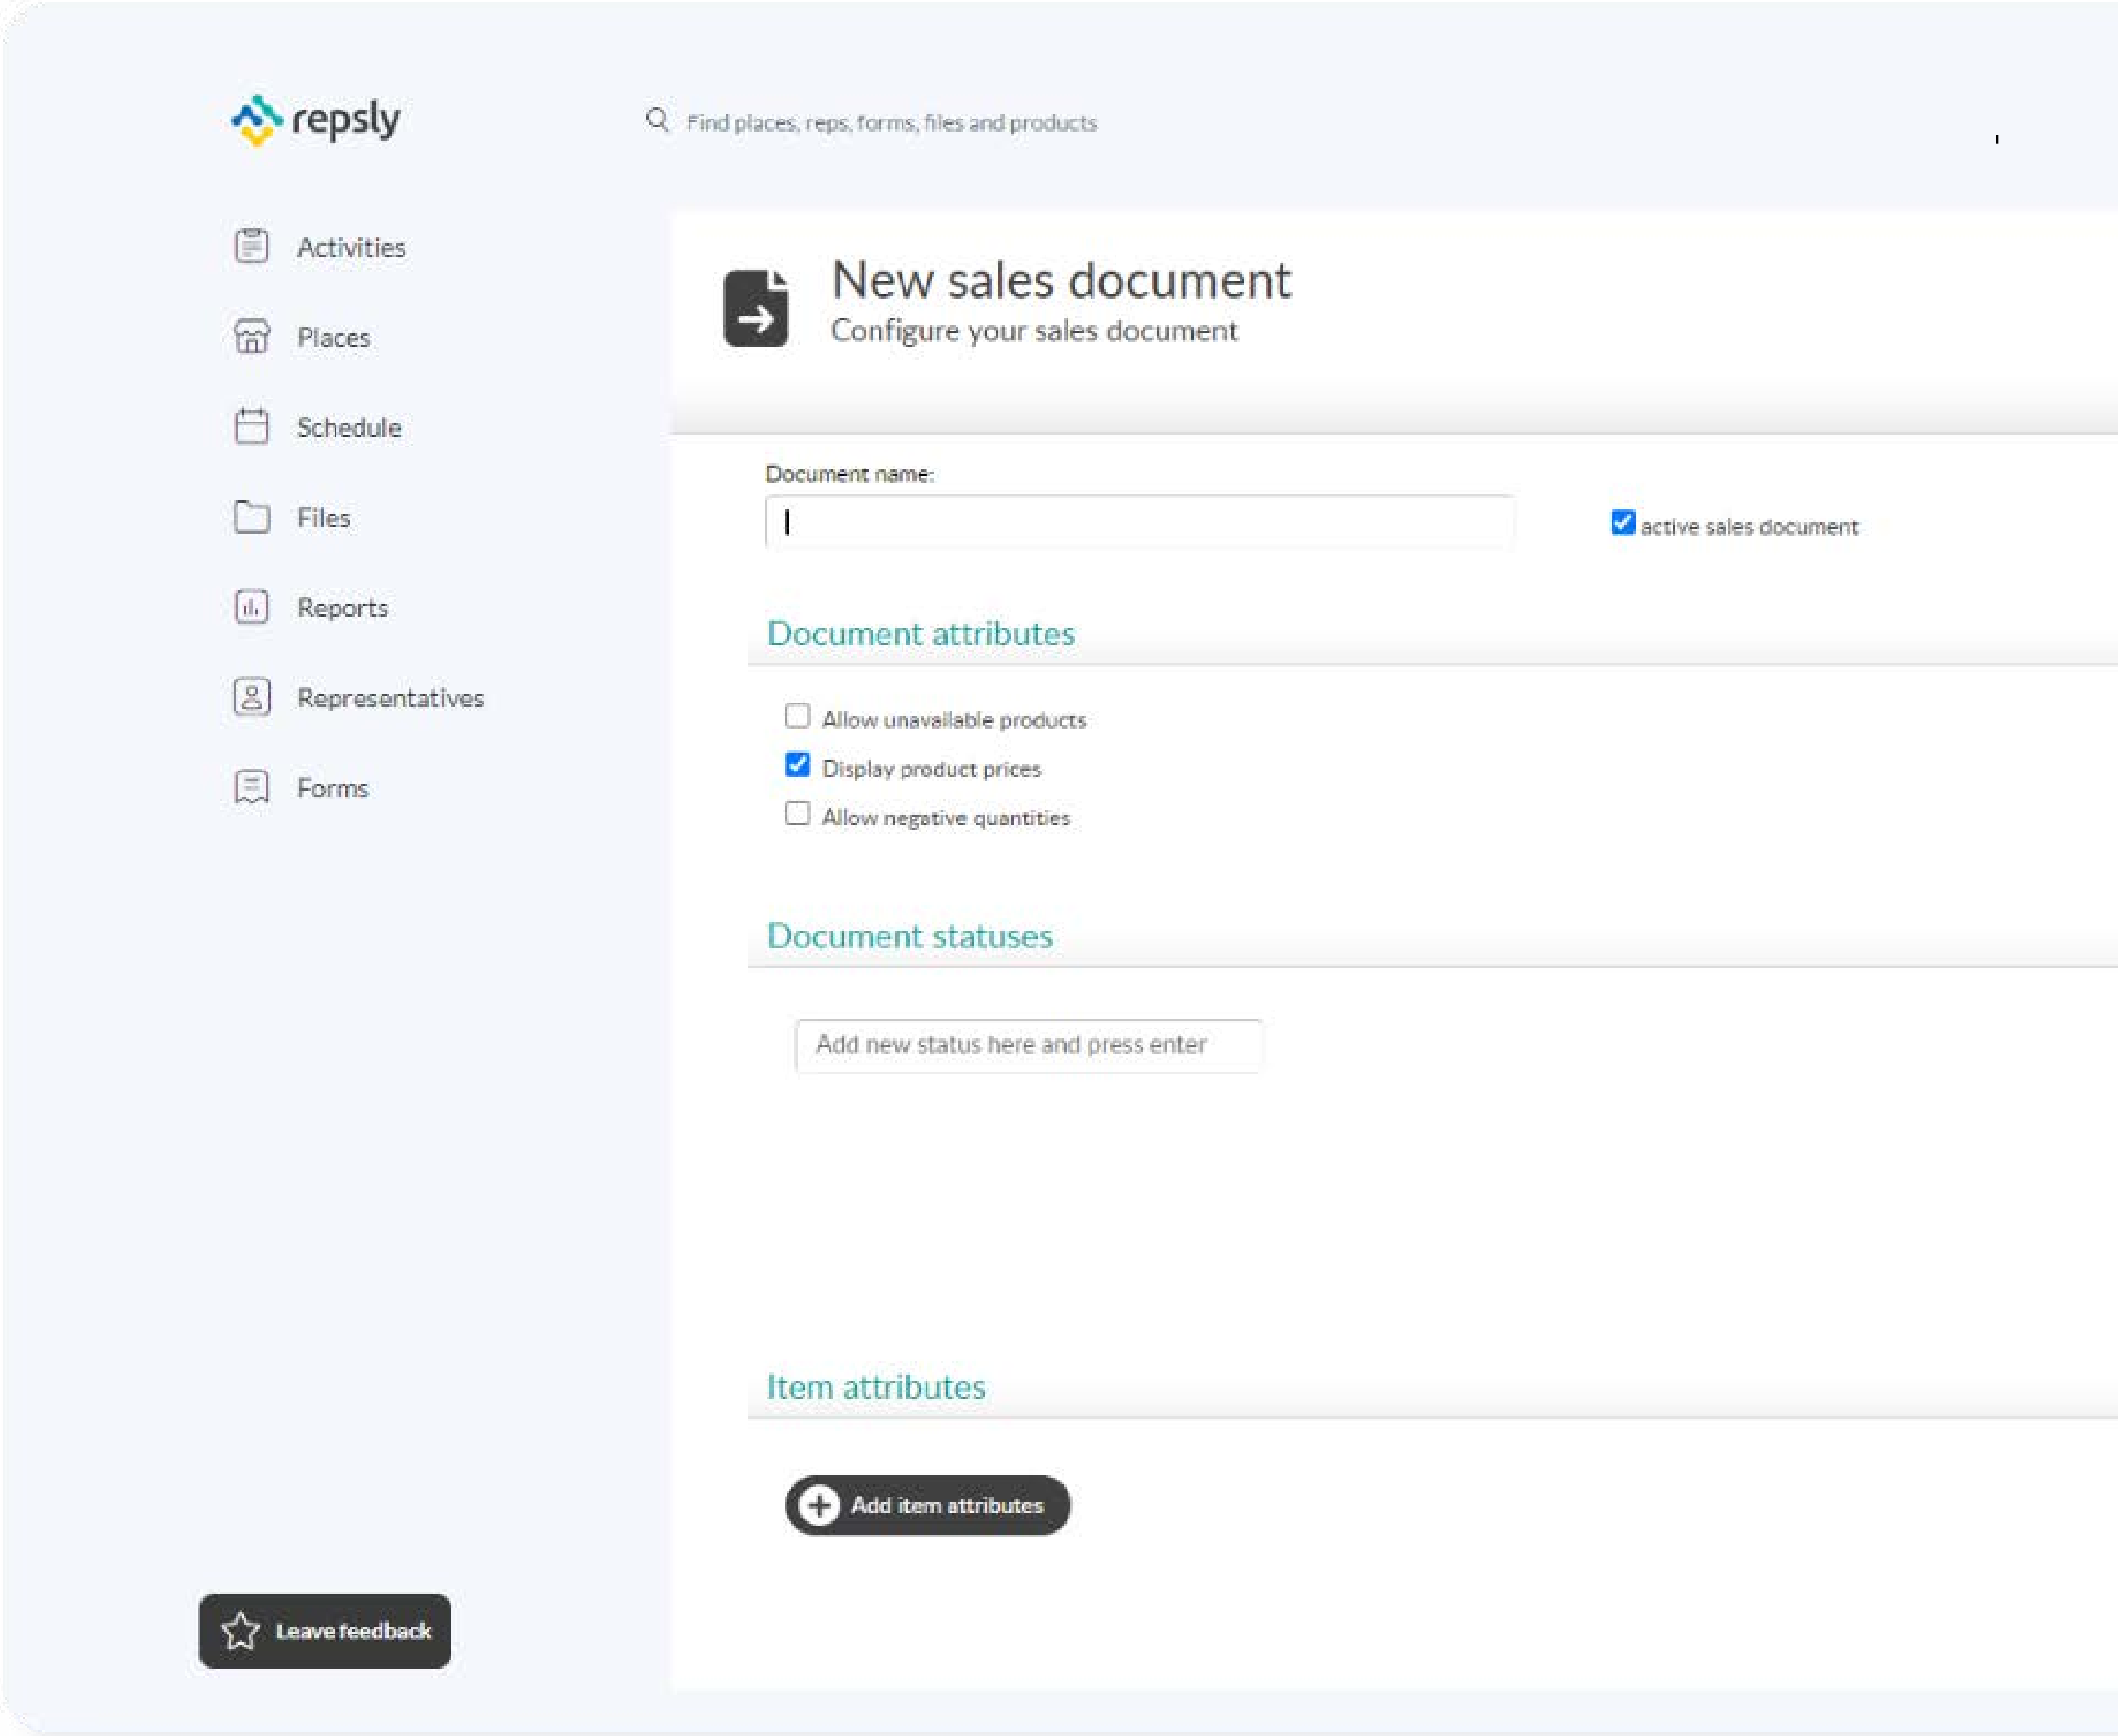 repsly
Find places, reps, forms, files and products
Activities
Places
Schedule
Files
Reports
Representatives
Forms
New sales document
Configure your sales document
Document name:
active sales document
Document attributes
Allow unavailable products
Display product prices
Allow negative quantities
Document statuses
Add new status here and press enter
Item attributes
Add item attributes
Leave feedback